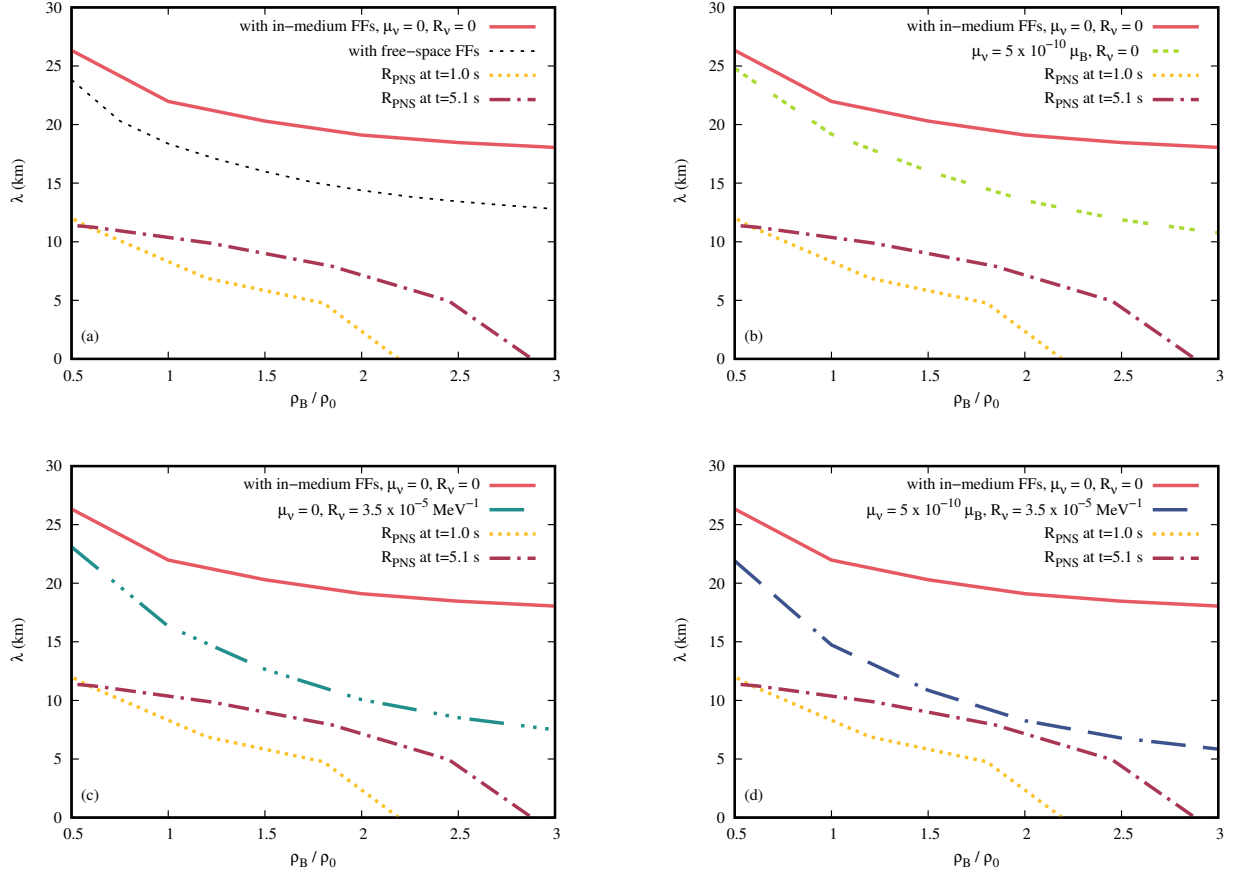 with in−medium FFs, μν = 0, Rν = 0
with free−space FFs
RPNS at t=1.0 s
RPNS at t=5.1 s
30
25
20
15
10
5
0
λ (km)
(a)
0.5 1 1.5 2 2.5 3
ρB / ρ0
with in−medium FFs, μν = 0, Rν = 0
μν = 5 x 10−10 μB, Rν = 0
RPNS at t=1.0 s
RPNS at t=5.1 s
30
25
20
15
10
5
0
λ (km)
(b)
0.5 1 1.5 2 2.5 3
ρB / ρ0
with in−medium FFs, μν = 0, Rν = 0
μν = 0, Rν = 3.5 x 10−5 MeV−1
RPNS at t=1.0 s
RPNS at t=5.1 s
30
25
20
15
10
5
0
λ (km)
(c)
0.5 1 1.5 2 2.5 3
ρB / ρ0
with in−medium FFs, μν = 0, Rν = 0
μν = 5 x 10−10 μB, Rν = 3.5 x 10−5 MeV−1
RPNS at t=1.0 s
RPNS at t=5.1 s
30
25
20
15
10
5
0
λ (km)
(d)
0.5 1 1.5 2 2.5 3
ρB / ρ0